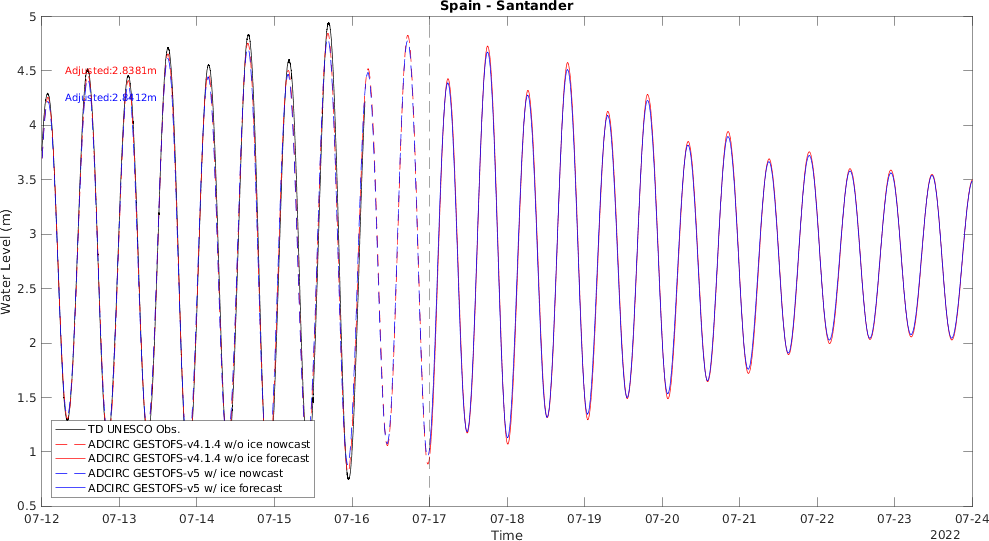 Spain - Santander
5
4.5
4
3.5
3
2.5
2
1.5
1
0.5
Water Level (m)
Adjusted:2.8381m
Adjusted:2.8412m
TD UNESCO Obs.
ADCIRC GESTOFS-v4.1.4 w/o ice nowcast
ADCIRC GESTOFS-v4.1.4 w/o ice forecast
ADCIRC GESTOFS-v5 w/ ice nowcast
ADCIRC GESTOFS-v5 w/ ice forecast
07-12 07-13 07-14 07-15 07-16 07-17 07-18 07-19 07-20 07-21 07-22 07-23 07-24
Time
2022